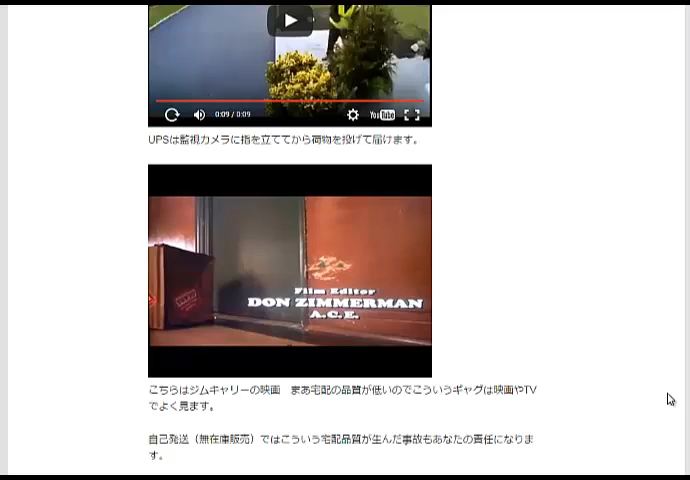 0:09 / 0:09
YouTube
UPSは監視カメラに指を立ててから荷物を投げて届けます。
Film Editor
DON ZIMMERMAN
A.C.E.
こちらはジムキャリーの映画　まあ宅配の品質が低いのでこういうギャグは映画やTV
でよく見ます。
自己発送（無在庫販売）ではこういう宅配品質が生んだ事故もあなたの責任になりま
す。